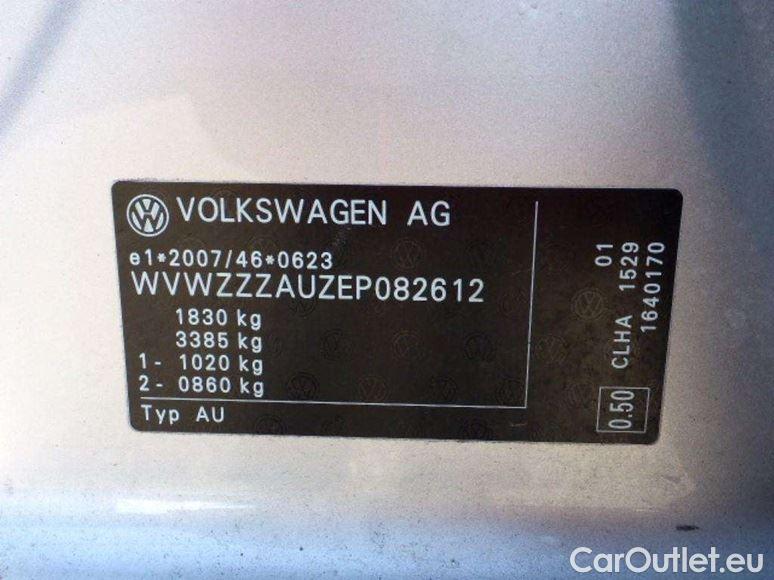 VOLKSWAGEN AG
e1*2007/46*0623
WVWZZZAUZEP082612
1830 kg
3385 kg
1- 1020 kg
2- 0860 kg
Typ AU
01
0.50 CLHA 1529
1640170
CarOutlet.eu